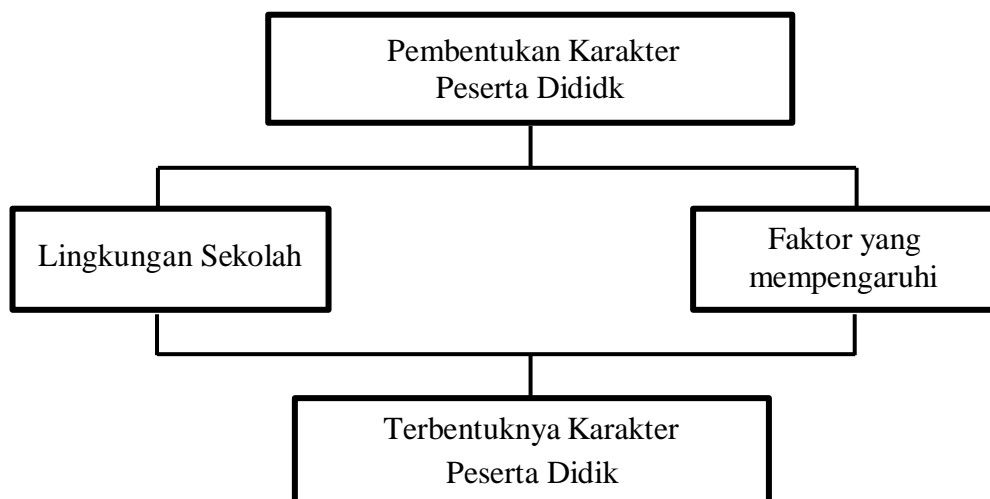 Pembentukan Karakter
Peserta Dididk
Lingkungan Sekolah
Faktor yang
mempengaruhi
Terbentuknya Karakter
Peserta Didik